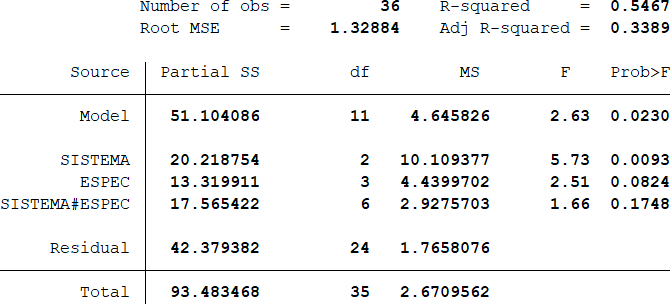 Number of obs = 36 R-squared = 0.5467
Root MSE = 1.32884 Adj R-squared = 0.3389
Source Partial SS df MS F Prob>F
Model 51.104086 11 4.645826 2.63 0.0230
SISTEMA 20.218754 2 10.109377 5.73 0.0093
ESPEC 13.319911 3 4.4399702 2.51 0.0824
SISTEMA#ESPEC 17.565422 6 2.9275703 1.66 0.1748
Residual 42.379382 24 1.7658076
Total 93.483468 35 2.6709562